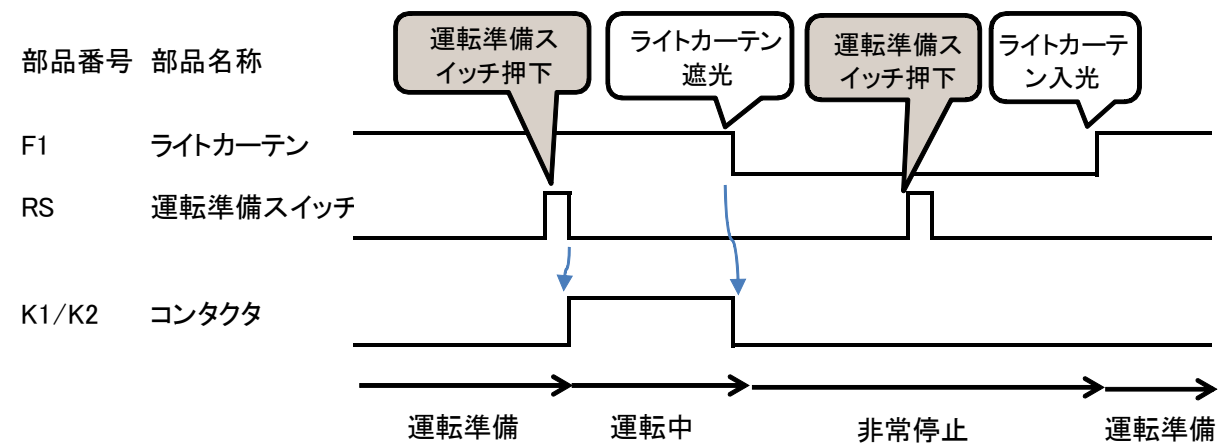 運転準備ス
イッチ押下
ライトカーテン
遮光
運転準備ス
イッチ押下
ライトカーテ
ン入光
部品番号 部品名称
F1 ライトカーテン
RS 運転準備スイッチ
K1/K2 コンタクタ
運転準備
運転中
非常停止
運転準備